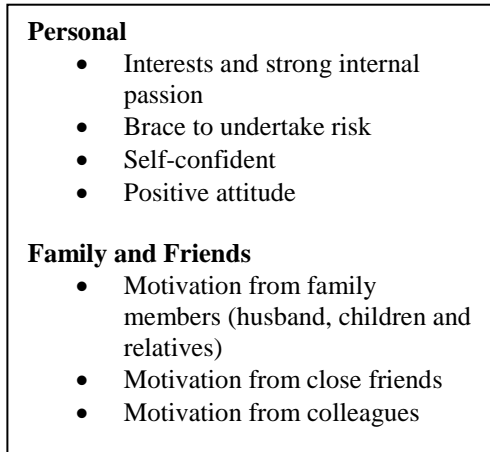 Personal
• Interests and strong internal
passion
• Brace to undertake risk
• Self-confident
• Positive attitude
Family and Friends
• Motivation from family
members (husband, children and
relatives)
• Motivation from close friends
• Motivation from colleagues